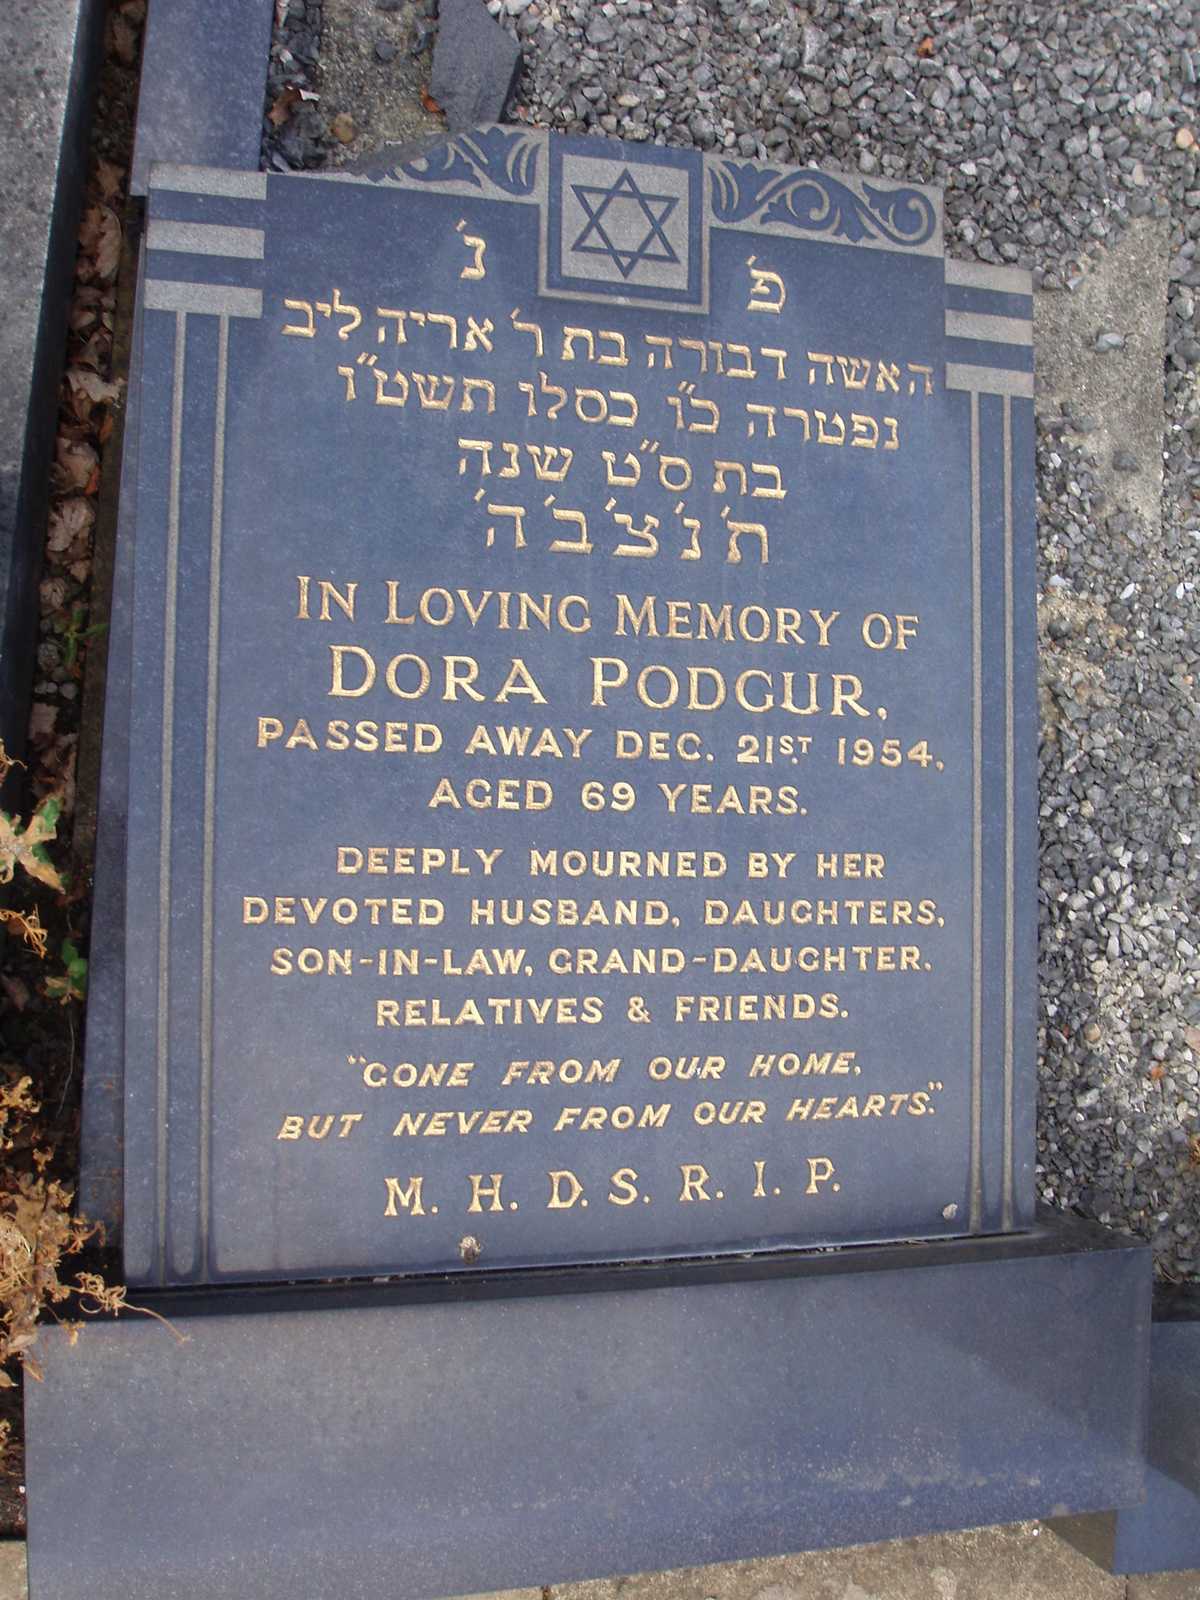 פ' נ'
האשה דבורה בת ר' אריה ליב
נפטרה כ"ו כסלו תשט"ו
בת ס"ט שנה
ת'נ'צ'ב'ה'
IN LOVING MEMORY OF
DORA PODGUR,
PASSED AWAY DEC. 21ST. 1954,
AGED 69 YEARS.
DEEPLY MOURNED BY HER
DEVOTED HUSBAND, DAUGHTERS,
SON-IN-LAW, GRAND-DAUGHTER.
RELATIVES & FRIENDS.
"GONE FROM OUR HOME,
BUT NEVER FROM OUR HEARTS."
M. H. D. S. R. I. P.